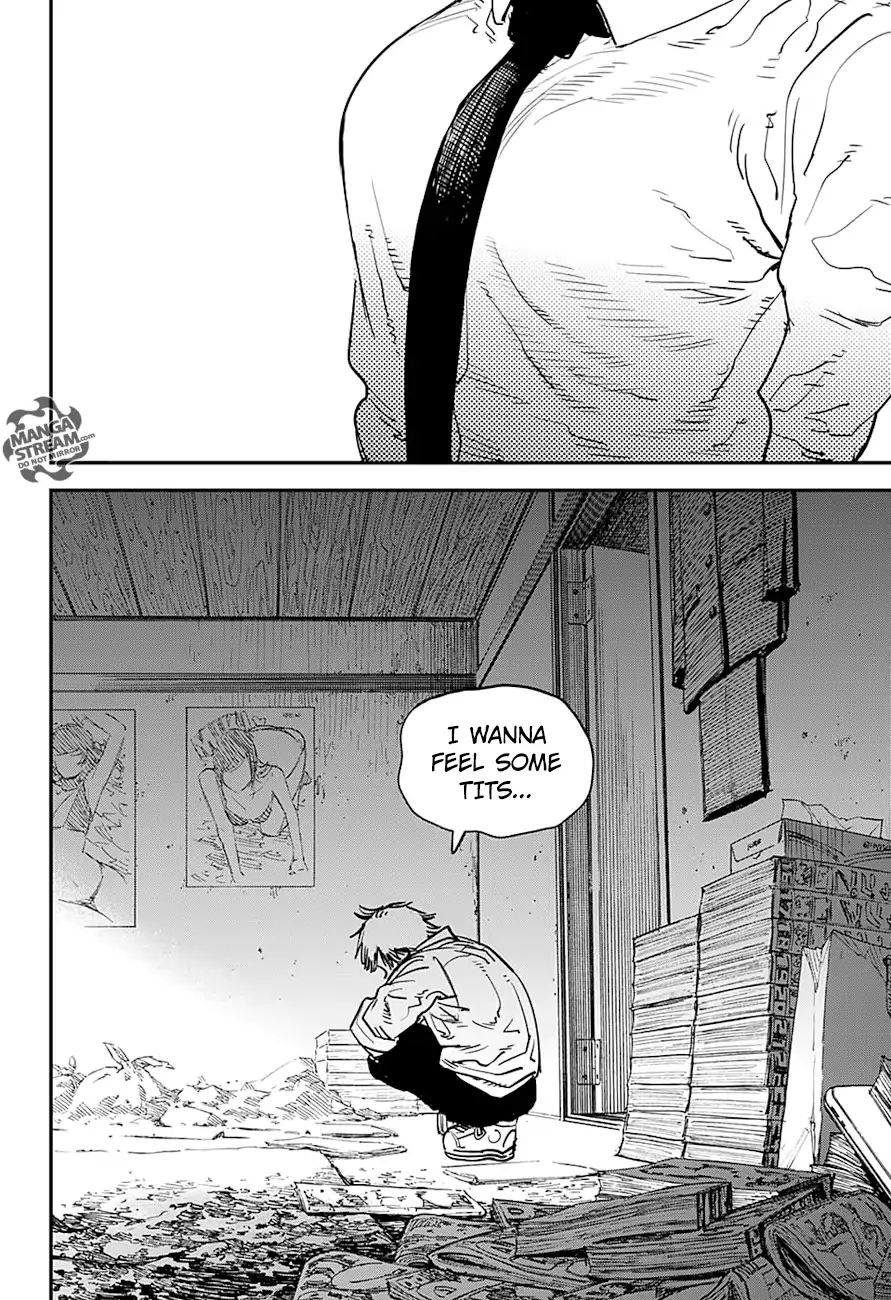 MANGA
STREAM.com
DO NOT MIRROR
I WANNA
FEEL SOME
TITS...